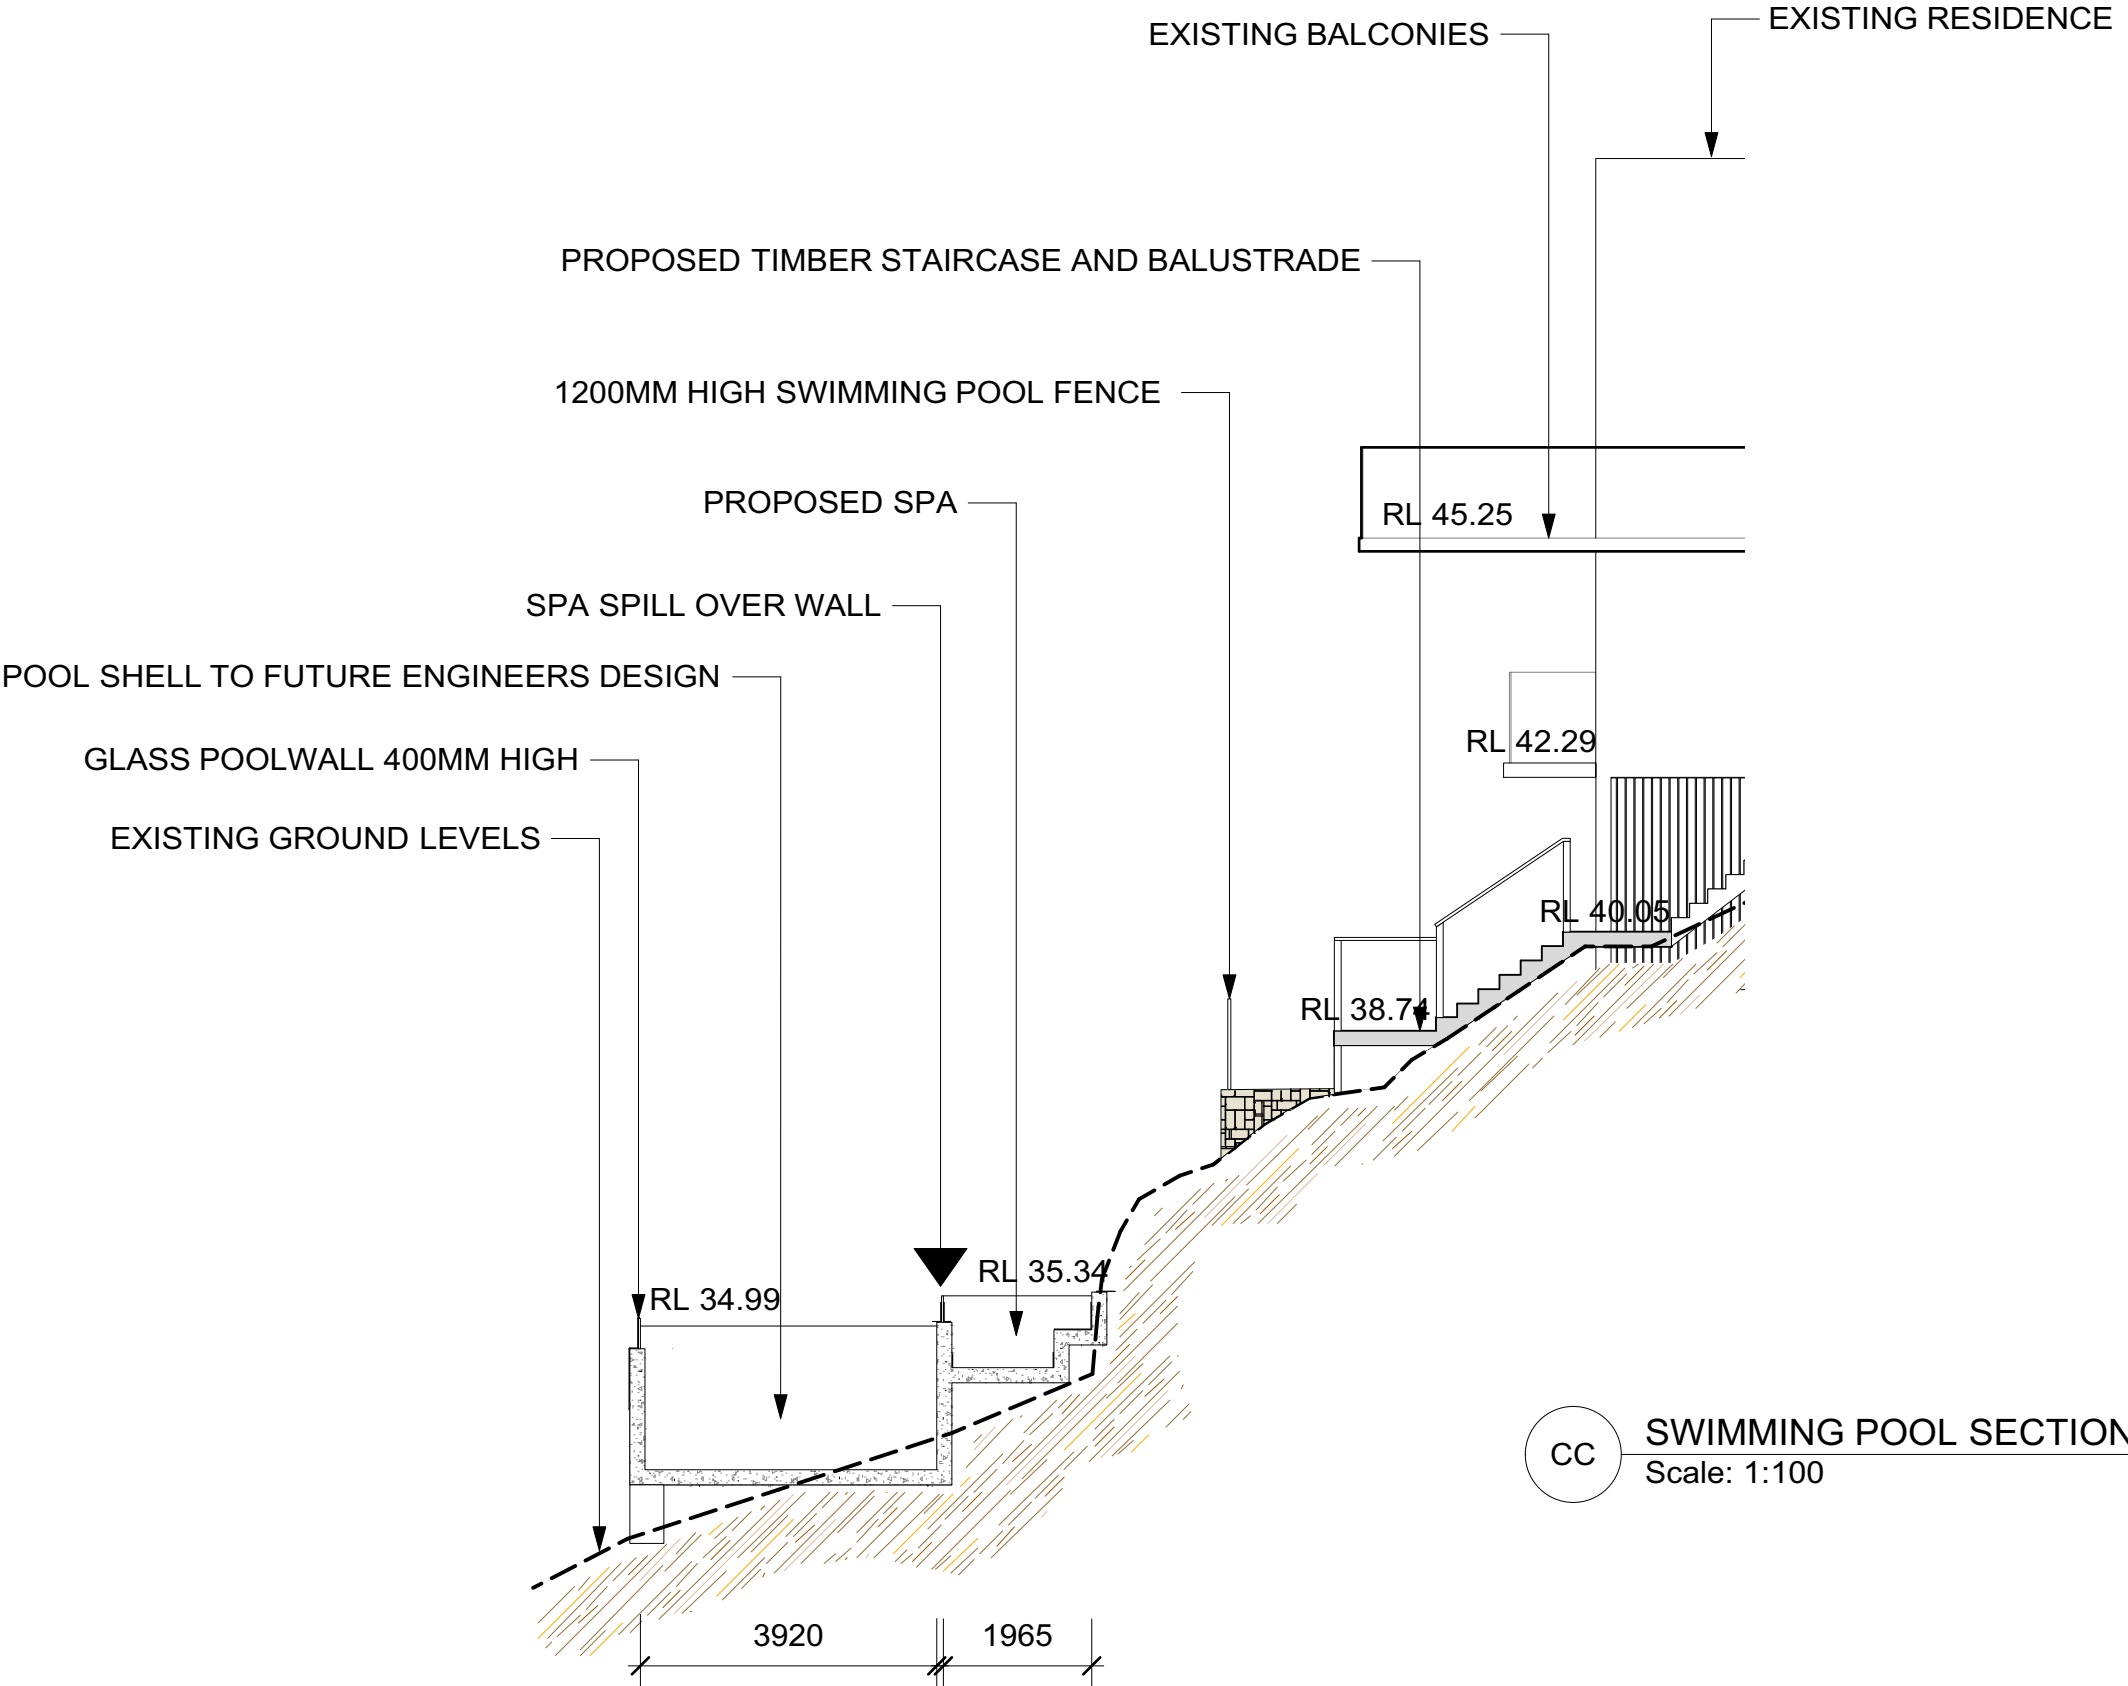 EXISTING RESIDENCE
EXISTING BALCONIES
PROPOSED TIMBER STAIRCASE AND BALUSTRADE
1200MM HIGH SWIMMING POOL FENCE
PROPOSED SPA
RL 45.25
SPA SPILL OVER WALL
POOL SHELL TO FUTURE ENGINEERS DESIGN
RL 42.29
GLASS POOLWALL 400MM HIGH
EXISTING GROUND LEVELS
RL 40.05
RL 38.74
RL 35.34
RL 34.99
CC
SWIMMING POOL SECTION
Scale: 1:100
3920
1965